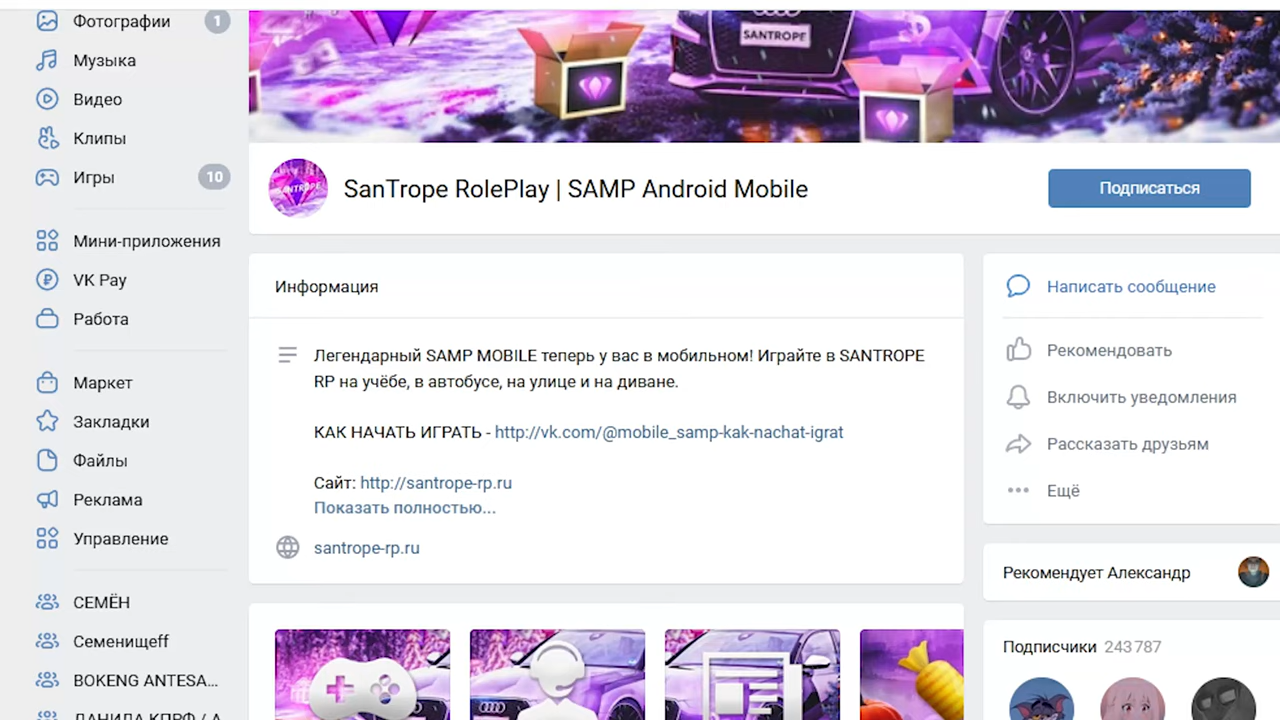 Фотографии 1
Музыка
Видео
Клипы
Игры 10
Мини-приложения
VK Pay
Работа
Маркет
Закладки
Файлы
Реклама
Управление
СЕМЁН
Семенищеff
BOKENG ANTESA...
ДАНИЛА КПРФ / А
SANTROPE
SANTROPE
SanTrope RolePlay | SAMP Android Mobile
Подписаться
Информация
Легендарный SAMP MOBILE теперь у вас в мобильном! Играйте в SANTROPE
RP на учёбе, в автобусе, на улице и на диване.
КАК НАЧАТЬ ИГРАТЬ - http://vk.com/@mobile_samp-kak-nachat-igrat
Сайт: http://santrope-rp.ru
Показать полностью...
santrope-rp.ru
Написать сообщение
Рекомендовать
Включить уведомления
Рассказать друзьям
Ещё
Рекомендует Александр
Подписчики 243 787